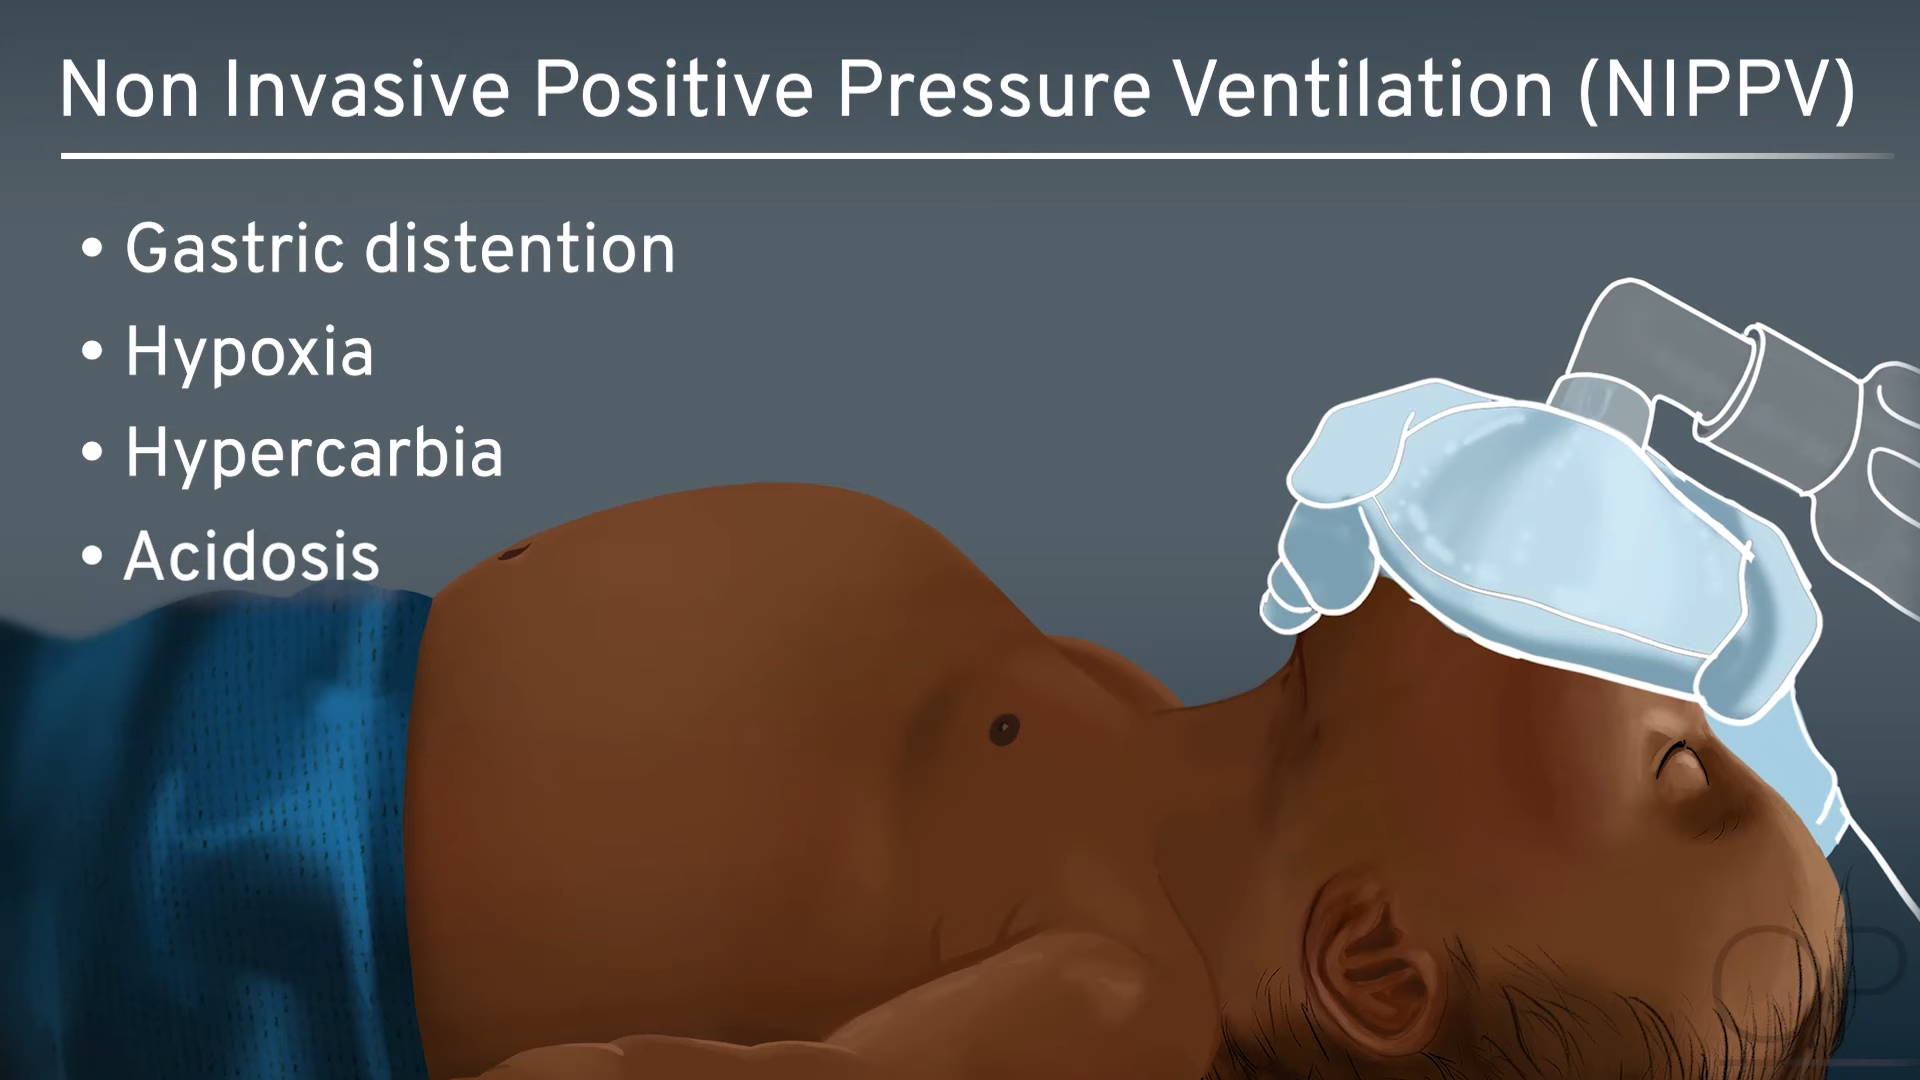 Non Invasive Positive Pressure Ventilation (NIPPV)
• Gastric distention
• Hypoxia
• Hypercarbia
• Acidosis